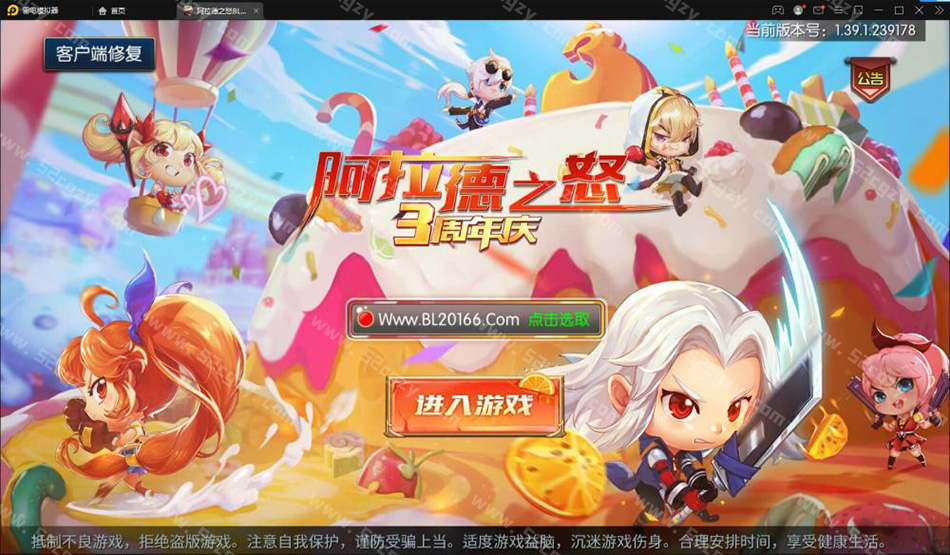 雷电模拟器
首页
阿拉德之怒BL...
当前版本号：1.39.1.239178
客户端修复
公告
阿拉德之怒
3周年庆
Www.BL20166.Com 点击选取
进入游戏
抵制不良游戏，拒绝盗版游戏。注意自我保护，谨防受骗上当。适度游戏益脑，沉迷游戏伤身。合理安排时间，享受健康生活。